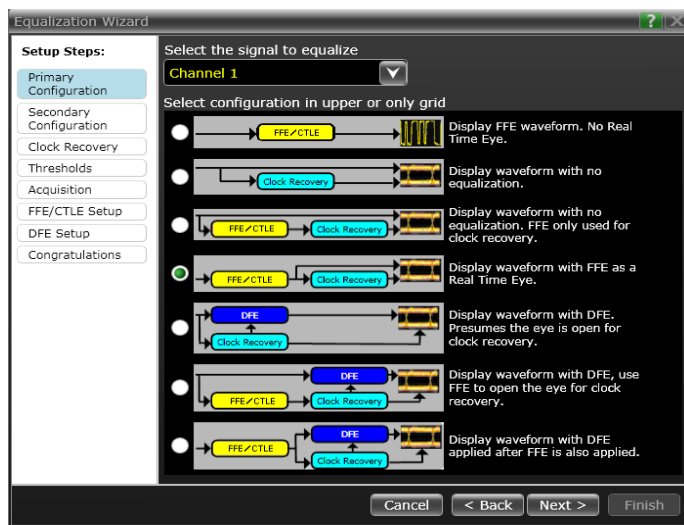 Equalization Wizard
?
X
Setup Steps:
Primary
Configuration
Secondary
Configuration
Clock Recovery
Thresholds
Acquisition
FFE/CTLE Setup
DFE Setup
Congratulations
Select the signal to equalize
Channel 1
Select configuration in upper or only grid
FFE/CTLE
Display FFE waveform. No Real
Time Eye.
Clock Recovery
Display waveform with no
equalization.
FFE/CTLE
Clock Recovery
Display waveform with no
equalization. FFE only used for
clock recovery.
FFE/CTLE
Clock Recovery
Display waveform with FFE as a
Real Time Eye.
DFE
Clock Recovery
Display waveform with DFE.
Presumes the eye is open for
clock recovery.
DFE
FFE/CTLE
Clock Recovery
Display waveform with DFE, use
FFE to open the eye for clock
recovery.
DFE
FFE/CTLE
Clock Recovery
Display waveform with DFE
applied after FFE is also applied.
Cancel
< Back
Next >
Finish